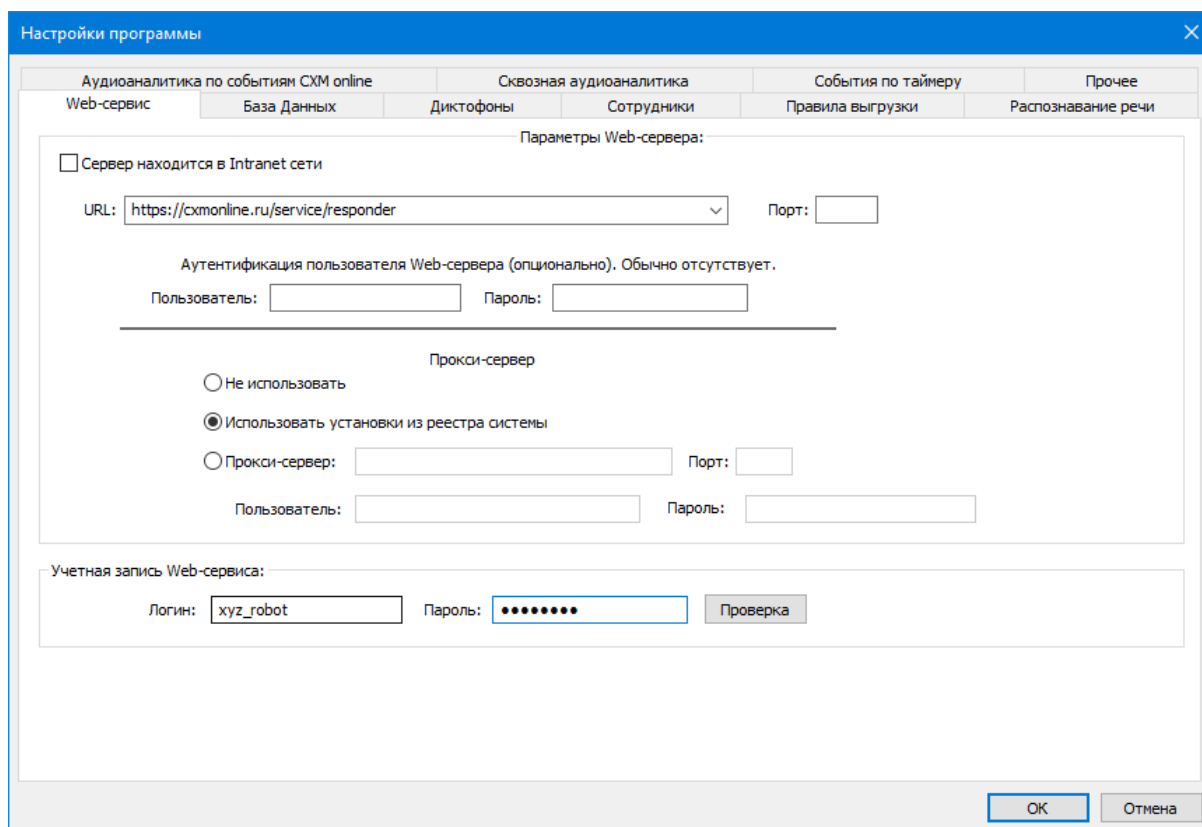 Настройки программы
Аудиоаналитика по событиям CXM online Сквозная аудиоаналитика События по таймеру Прочее
Web-сервис База Данных Диктофоны Сотрудники Правила выгрузки Распознавание речи
Параметры Web-сервера:
Сервер находится в Intranet сети
URL: https://cxmonline.ru/service/responder Порт:
Аутентификация пользователя Web-сервера (опционально). Обычно отсутствует.
Пользователь: Пароль:
Прокси-сервер
Не использовать
Использовать установки из реестра системы
Прокси-сервер: Порт:
Пользователь: Пароль:
Учетная запись Web-сервиса:
Логин: xyz_robot Пароль: ●●●●●●●● Проверка
ОК Отмена